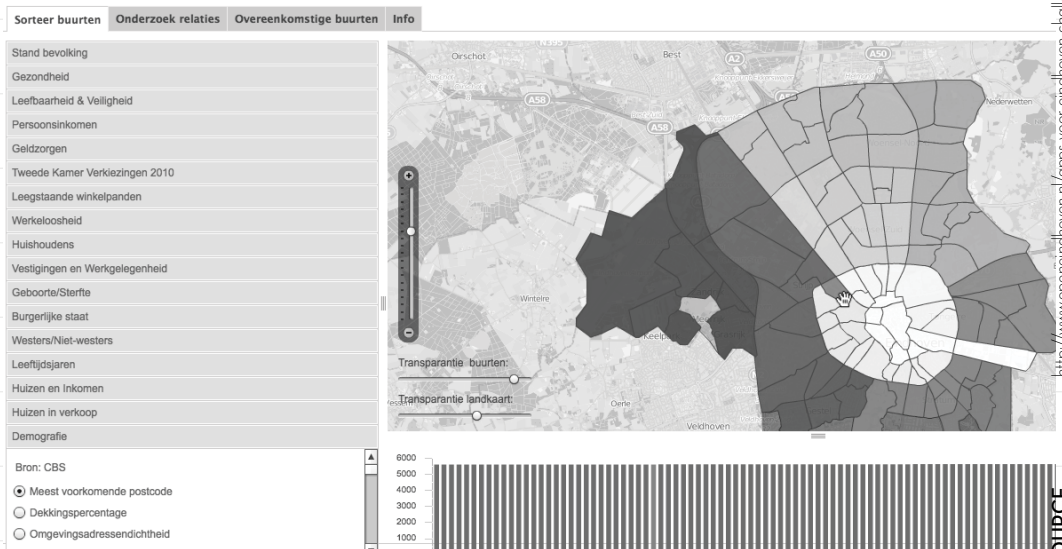 Sorteer buurten
Onderzoek relaties
Overeenkomstige buurten
Info
Stand bevolking
Gezondheid
Leefbaarheid & Veiligheid
Persoonsinkomen
Geldzorgen
Tweede Kamer Verkiezingen 2010
Leegstaande winkelpanden
Werkeloosheid
Huishoudens
Vestigingen en Werkgelegenheid
Geboorte/Sterfte
Burgerlijke staat
Westers/Niet-westers
Leeftijdsjaren
Huizen en Inkomen
Huizen in verkoop
Demografie
Bron: CBS
Meest voorkomende postcode
Dekkingspercentage
Omgevingsadressendichtheid
N395
Orschot
Best
A2
A50
A58
A58
Nederwetten
Wintelre
Transparantie buurten:
Transparantie landkaart:
Oerle
Veldhoven
6000
5000
4000
3000
2000
1000